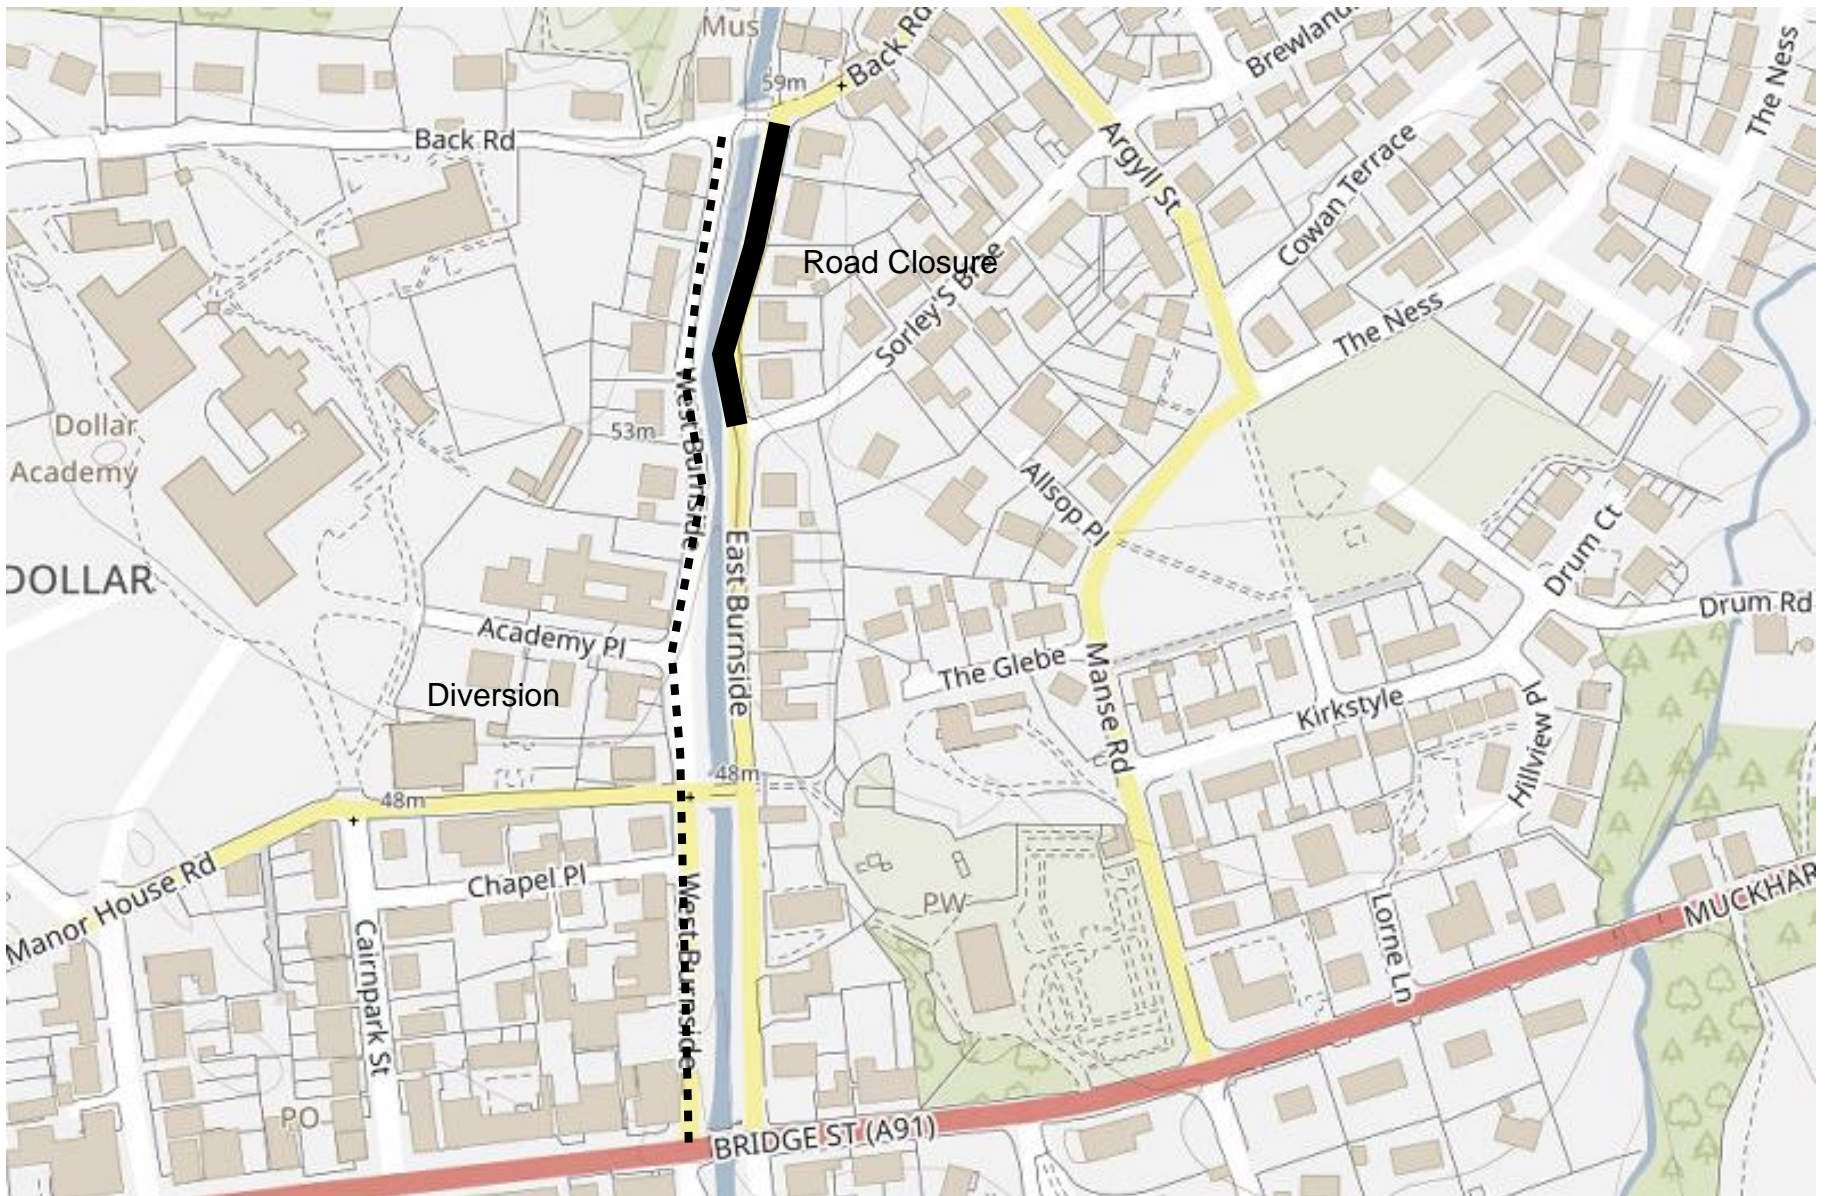 Mus
Back Rd
59m
Back Rd
Brewland
The Ness
Argyll St
Cowan Terrace
Road Closure
Sorley'S Brae
The Ness
West Burnside
53m
Dollar
Academy
Allsop Pl
DOLLAR
East Burnside
Drum Ct
Drum Rd
Academy Pl
The Glebe
Manse Rd
Kirkstyle
Hillview Pl
Diversion
48m
48m
Manor House Rd
Chapel Pl
Cairnpark St
West Burnside
PW
Lorne Ln
MUCKHAR
PO
BRIDGE ST (A91)